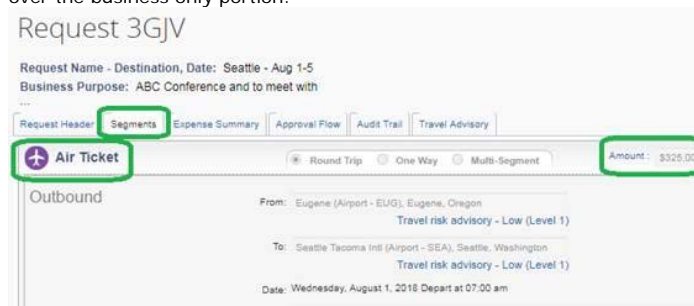 over the business only portion.
Request 3GJV
Request Name - Destination, Date: Seattle - Aug 1-5
Business Purpose: ABC Conference and to meet with
...
Request Header Segments Expense Summary Approval Flow Audit Trail Travel Advisory
Air Ticket Round Trip One Way Multi-Segment Amount: $325.00
Outbound From: Eugene (Airport - EUG), Eugene, Oregon
Travel risk advisory - Low (Level 1)
To: Seattle Tacoma Intl (Airport - SEA), Seattle, Washington
Travel risk advisory - Low (Level 1)
Date: Wednesday, August 1, 2018 Depart at 07:00 am